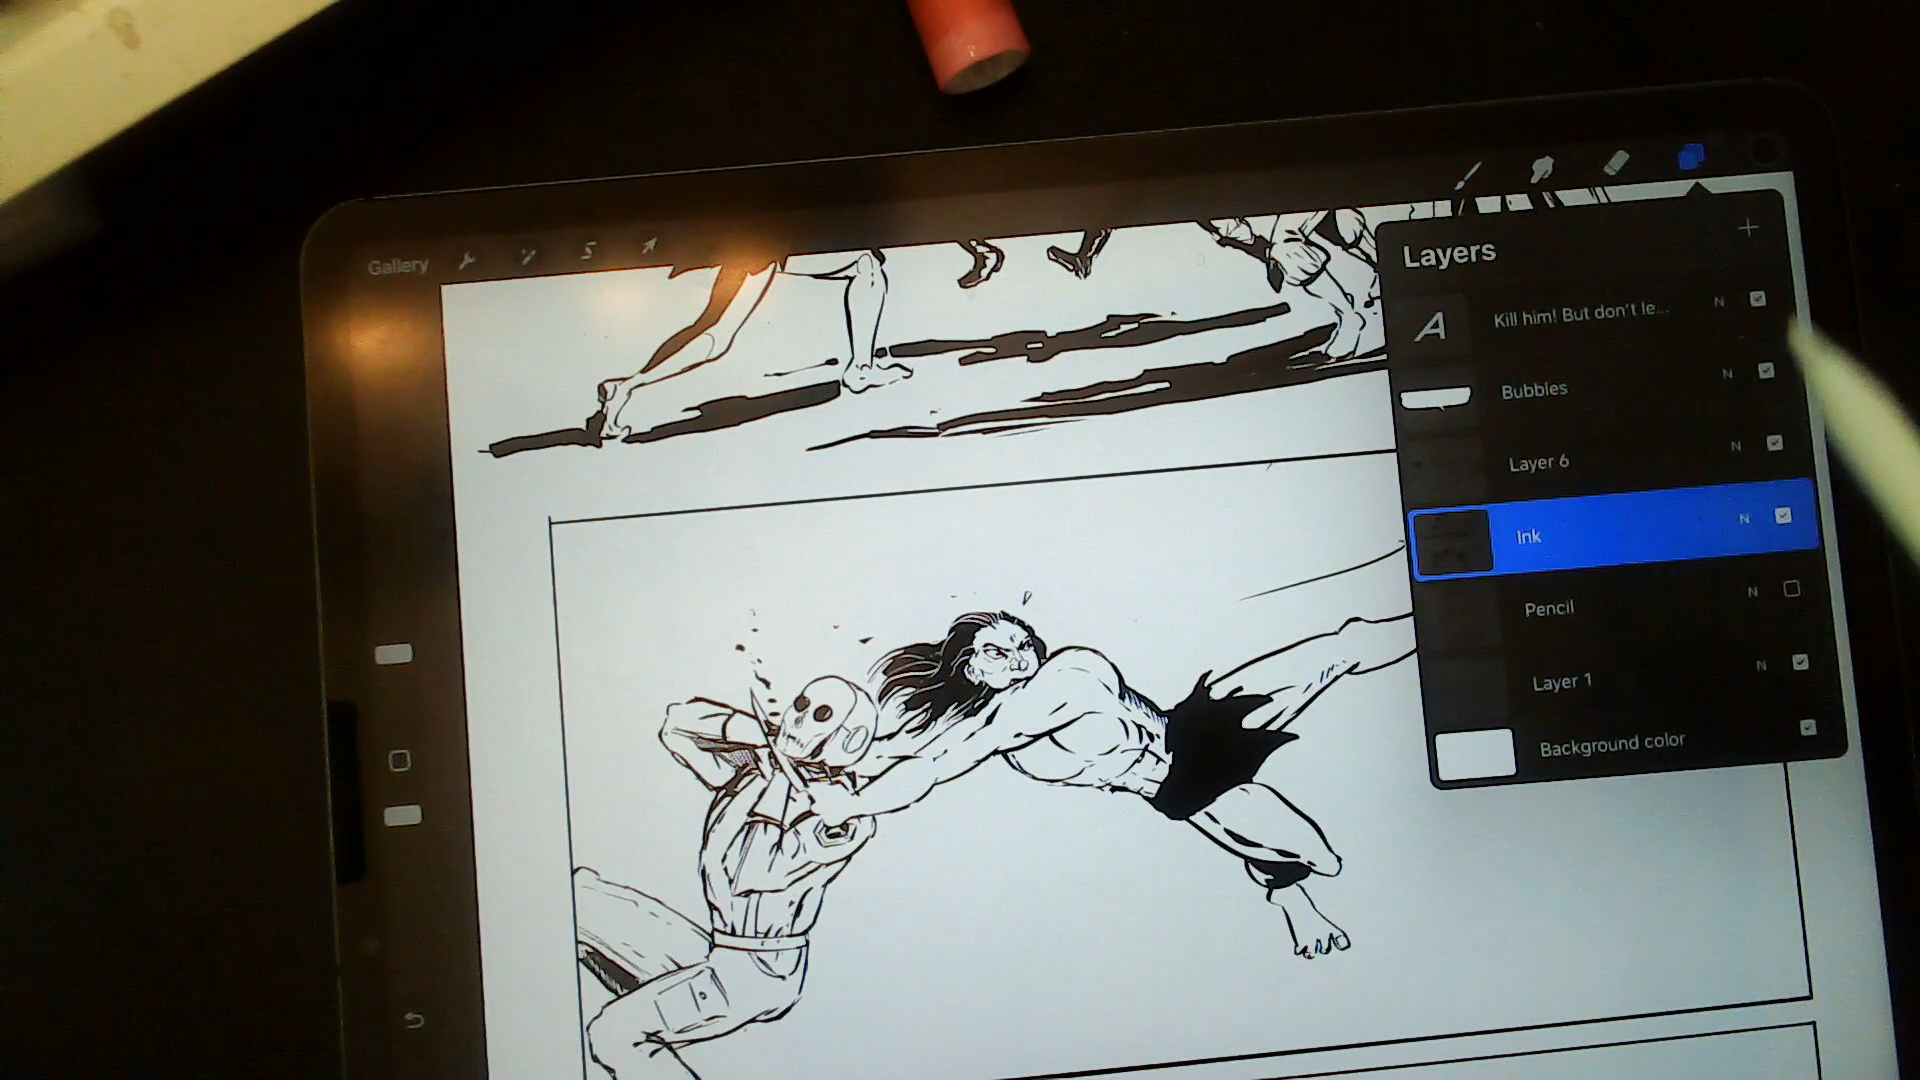 Gallery
Layers
Kill him! But don't le...
N
Bubbles
N
Layer 6
N
Ink
N
Pencil
N
Layer 1
N
Background color